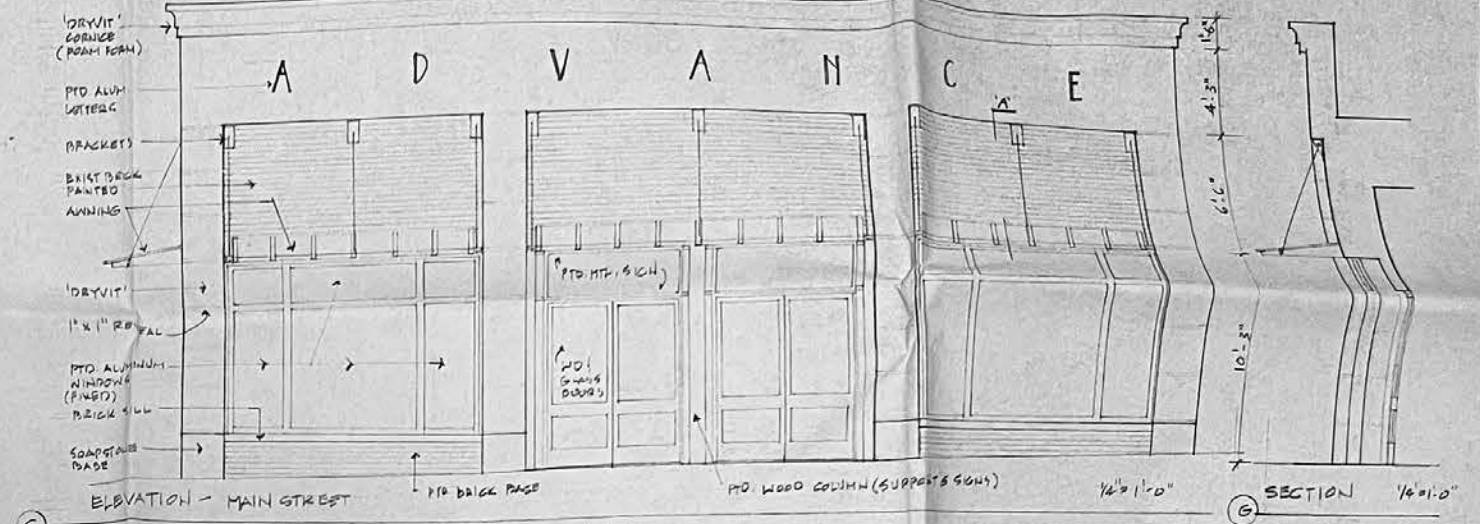 'DRYVIT'
CORNICE
(FOAM FORM)
PTD ALUM
LETTERS
BRACKETS
EXIST BRICK
PAINTED
AWNING
'DRYVIT'
1" x 1" REVEAL
PTD. ALUMINUM
WINDOWS
(FIXED)
BRICK SILL
SOAPSTONE
BASE
A D V A N C E
'A'
PTD. MTL. SIGN
WD/
GLASS
DOORS
1'-6"
4'-3"
6'-6"
10'-3"
ELEVATION - MAIN STREET
PTD BRICK BASE
PTD. WOOD COLUMN (SUPPORTS SIGNS)
1/4" = 1'-0"
G
SECTION
1/4" = 1'-0"